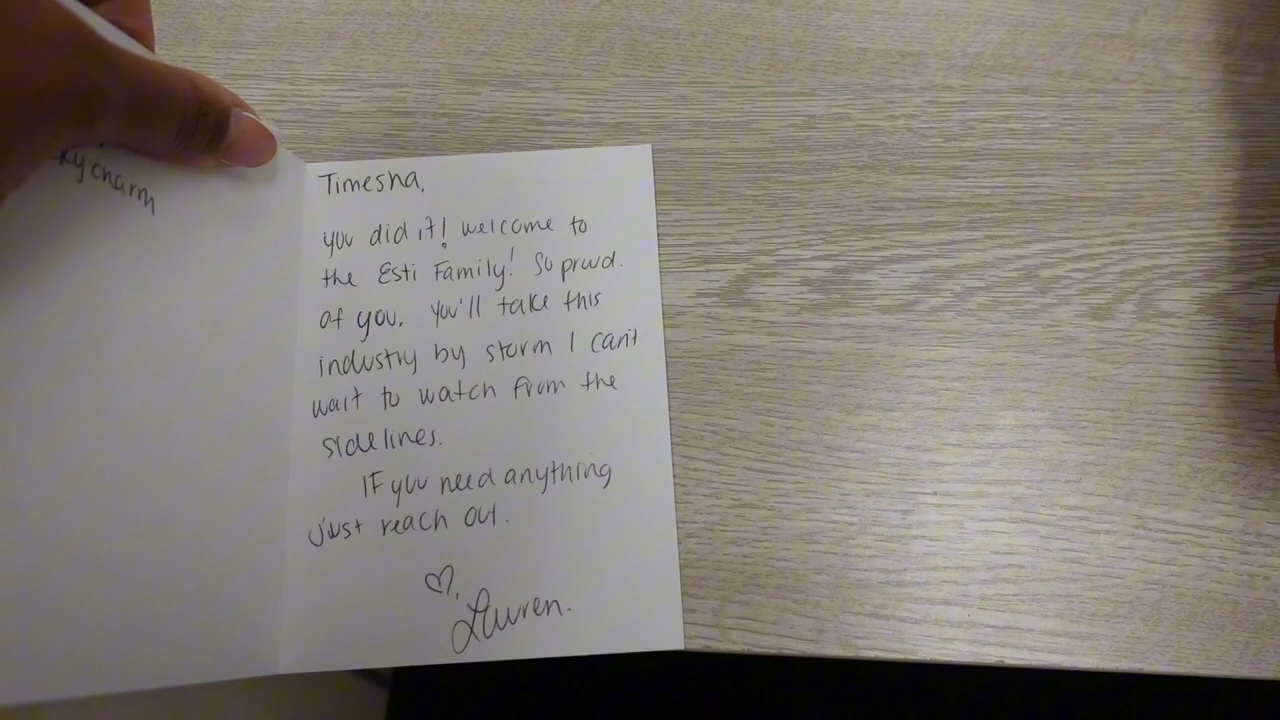 charm
Timesha,
you did it! welcome to
the Esti Family! So proud.
of you. You'll take this
industry by storm I can't
wait to watch from the
sidelines.
IF you need anything
just reach out.
♡,
Lauren.